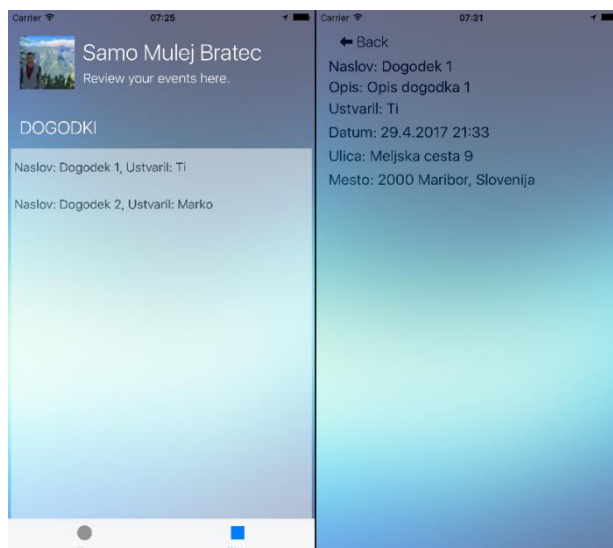 Carrier 07:25
Samo Mulej Bratec
Review your events here.
DOGODKI
Naslov: Dogodek 1, Ustvaril: Ti
Naslov: Dogodek 2, Ustvaril: Marko
Carrier 07:31
Back
Naslov: Dogodek 1
Opis: Opis dogodka 1
Ustvaril: Ti
Datum: 29.4.2017 21:33
Ulica: Meljska cesta 9
Mesto: 2000 Maribor, Slovenija